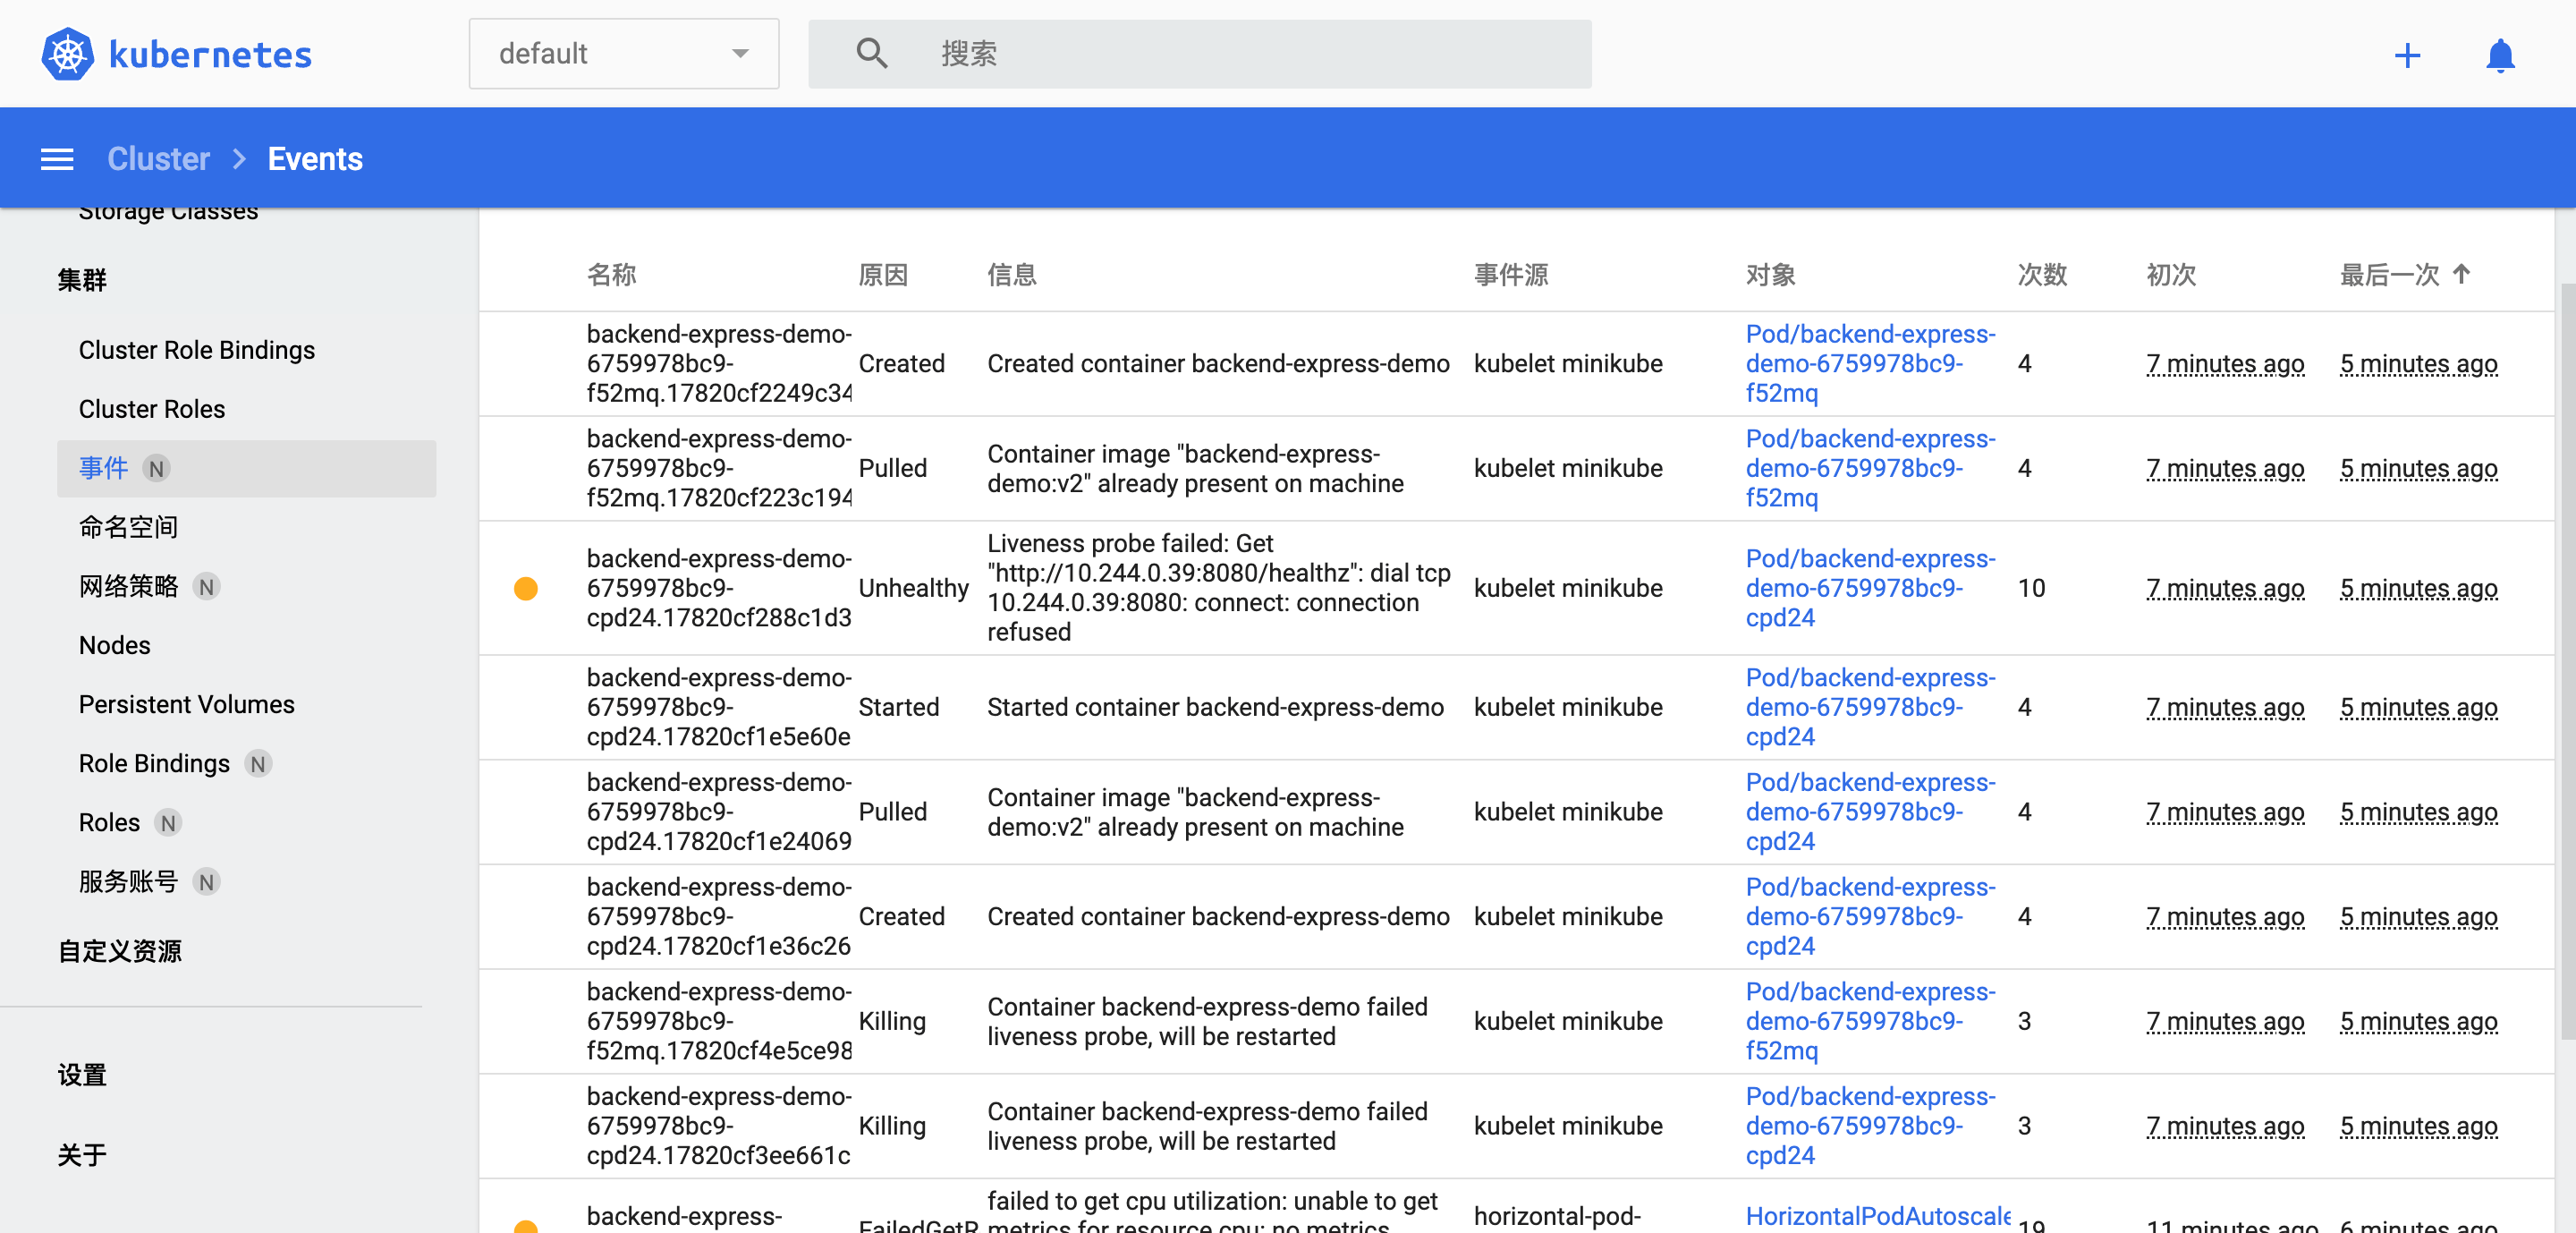 kubernetes
default
搜索
Cluster
Events
Storage Classes
集群
Cluster Role Bindings
Cluster Roles
事件 N
命名空间
网络策略 N
Nodes
Persistent Volumes
Role Bindings N
Roles N
服务账号 N
自定义资源
设置
关于
名称 原因 信息 事件源 对象 次数 初次 最后一次
backend-express-demo-
6759978bc9-
f52mq.17820cf2249c34
Created
Created container backend-express-demo
kubelet minikube
Pod/backend-express-
demo-6759978bc9-
f52mq
4
7 minutes ago
5 minutes ago
backend-express-demo-
6759978bc9-
f52mq.17820cf223c194
Pulled
Container image "backend-express-
demo:v2" already present on machine
kubelet minikube
Pod/backend-express-
demo-6759978bc9-
f52mq
4
7 minutes ago
5 minutes ago
backend-express-demo-
6759978bc9-
cpd24.17820cf288c1d3
Unhealthy
Liveness probe failed: Get
"http://10.244.0.39:8080/healthz": dial tcp
10.244.0.39:8080: connect: connection
refused
kubelet minikube
Pod/backend-express-
demo-6759978bc9-
cpd24
10
7 minutes ago
5 minutes ago
backend-express-demo-
6759978bc9-
cpd24.17820cf1e5e60e
Started
Started container backend-express-demo
kubelet minikube
Pod/backend-express-
demo-6759978bc9-
cpd24
4
7 minutes ago
5 minutes ago
backend-express-demo-
6759978bc9-
cpd24.17820cf1e24069
Pulled
Container image "backend-express-
demo:v2" already present on machine
kubelet minikube
Pod/backend-express-
demo-6759978bc9-
cpd24
4
7 minutes ago
5 minutes ago
backend-express-demo-
6759978bc9-
cpd24.17820cf1e36c26
Created
Created container backend-express-demo
kubelet minikube
Pod/backend-express-
demo-6759978bc9-
cpd24
4
7 minutes ago
5 minutes ago
backend-express-demo-
6759978bc9-
f52mq.17820cf4e5ce98
Killing
Container backend-express-demo failed
liveness probe, will be restarted
kubelet minikube
Pod/backend-express-
demo-6759978bc9-
f52mq
3
7 minutes ago
5 minutes ago
backend-express-demo-
6759978bc9-
cpd24.17820cf3ee661c
Killing
Container backend-express-demo failed
liveness probe, will be restarted
kubelet minikube
Pod/backend-express-
demo-6759978bc9-
cpd24
3
7 minutes ago
5 minutes ago
backend-express-
FailedGetR
failed to get cpu utilization: unable to get
metrics for resource cpu: no metrics
horizontal-pod-
HorizontalPodAutoscale
19
11 minutes ago
6 minutes ago